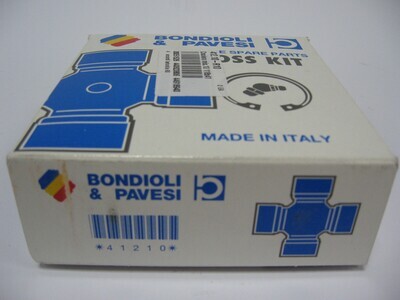 BONDIOLI
& PAVESI
E SPARE PARTS
OSS KIT
MADE IN ITALY
BONDIOLI
& PAVESI
*41210*